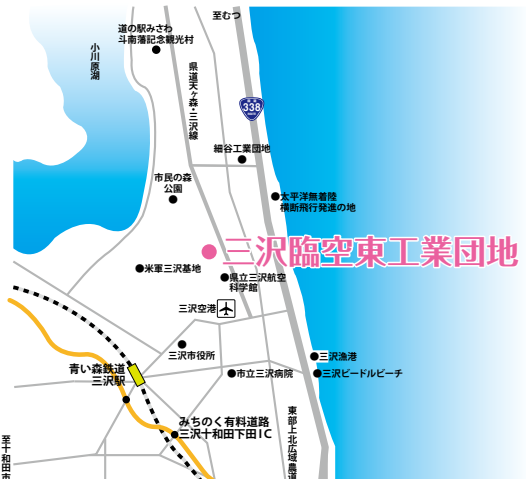 至むつ
道の駅みさわ
斗南藩記念観光村
小川原湖
県道天ヶ森・三沢線
338
細谷工業団地
市民の森
公園
太平洋無着陸
横断飛行発進の地
三沢臨空東工業団地
米軍三沢基地
県立三沢航空
科学館
三沢空港
三沢市役所
三沢漁港
青い森鉄道
三沢駅
市立三沢病院
三沢ビードルビーチ
みちのく有料道路
三沢十和田下田IC
東部上北広域農道
至十和田市